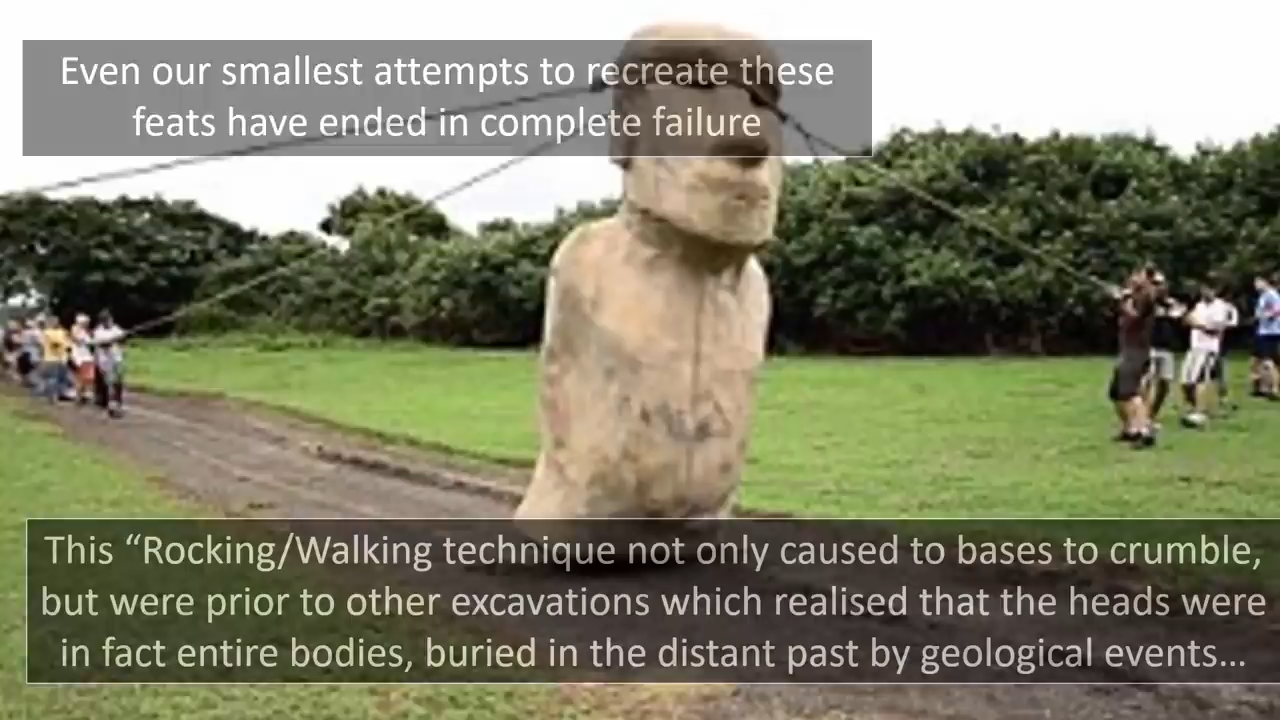 Even our smallest attempts to recreate these
feats have ended in complete failure
This “Rocking/Walking technique not only caused to bases to crumble,
but were prior to other excavations which realised that the heads were
in fact entire bodies, buried in the distant past by geological events...